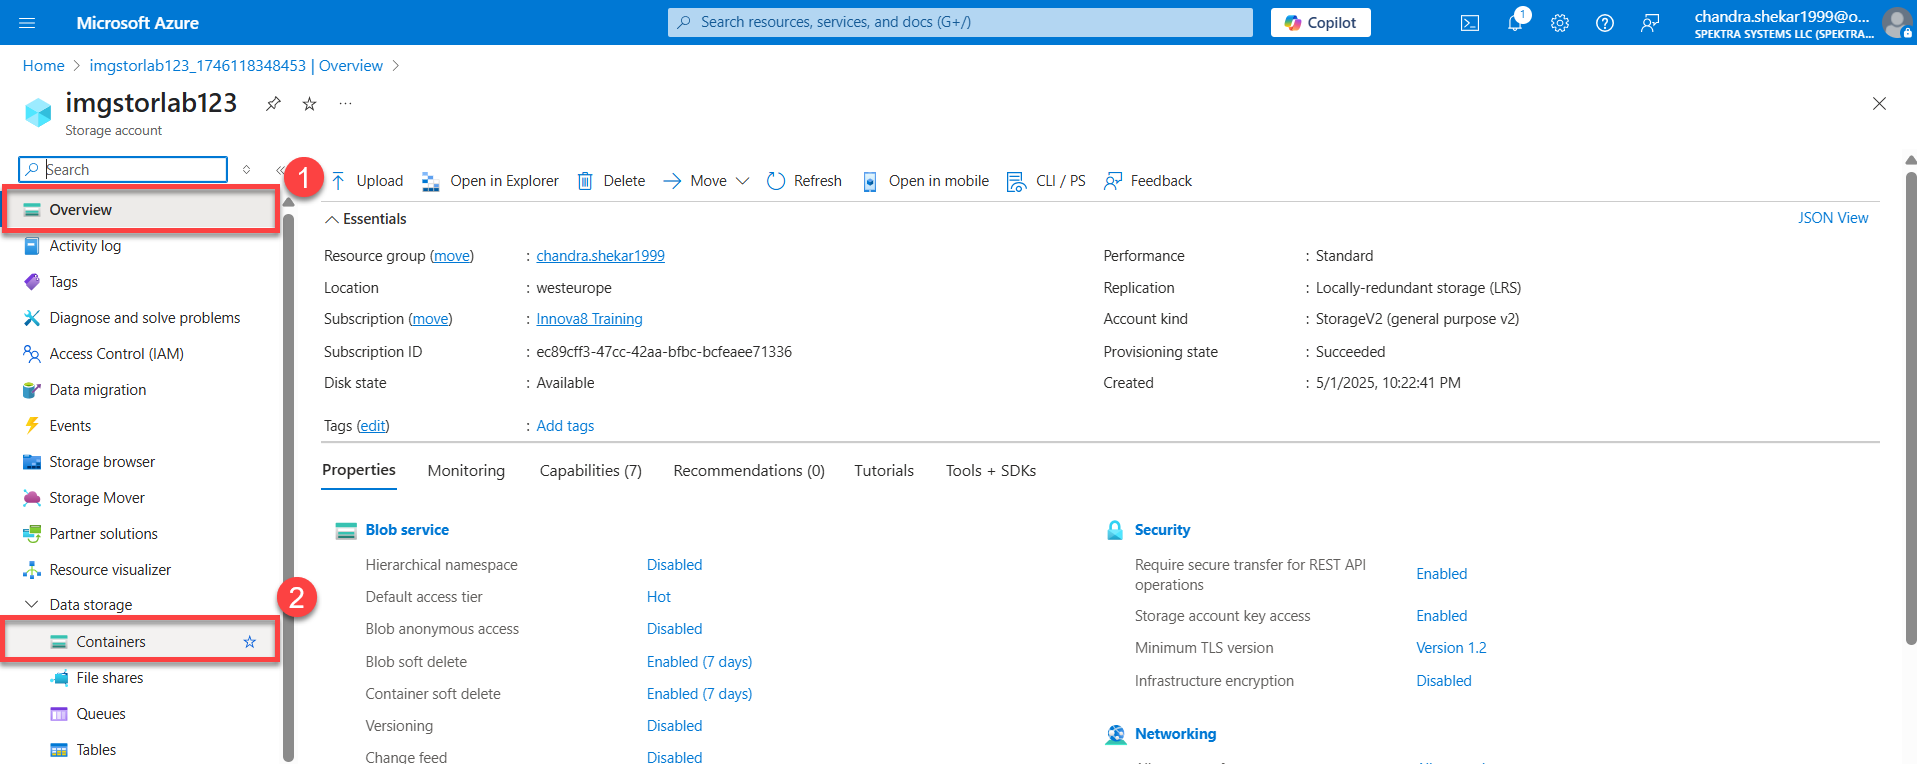 Microsoft Azure
Search resources, services, and docs (G+/)
Copilot
1
chandra.shekar1999@o...
SPEKTRA SYSTEMS LLC (SPEKTRA...
Home > imgstorlab123_1746118348453 | Overview >
imgstorlab123
Storage account
Search
1
Upload
Open in Explorer
Delete
Move
Refresh
Open in mobile
CLI / PS
Feedback
Overview
Activity log
Tags
Diagnose and solve problems
Access Control (IAM)
Data migration
Events
Storage browser
Storage Mover
Partner solutions
Resource visualizer
Data storage
2
Containers
File shares
Queues
Tables
Essentials
JSON View
Resource group (move) : chandra.shekar1999
Location : westeurope
Subscription (move) : Innova8 Training
Subscription ID : ec89cff3-47cc-42aa-bfbc-bcfeaee71336
Disk state : Available
Performance : Standard
Replication : Locally-redundant storage (LRS)
Account kind : StorageV2 (general purpose v2)
Provisioning state : Succeeded
Created : 5/1/2025, 10:22:41 PM
Tags (edit) : Add tags
Properties
Monitoring
Capabilities (7)
Recommendations (0)
Tutorials
Tools + SDKs
Blob service
Hierarchical namespace Disabled
Default access tier Hot
Blob anonymous access Disabled
Blob soft delete Enabled (7 days)
Container soft delete Enabled (7 days)
Versioning Disabled
Change feed Disabled
Security
Require secure transfer for REST API
operations Enabled
Storage account key access Enabled
Minimum TLS version Version 1.2
Infrastructure encryption Disabled
Networking